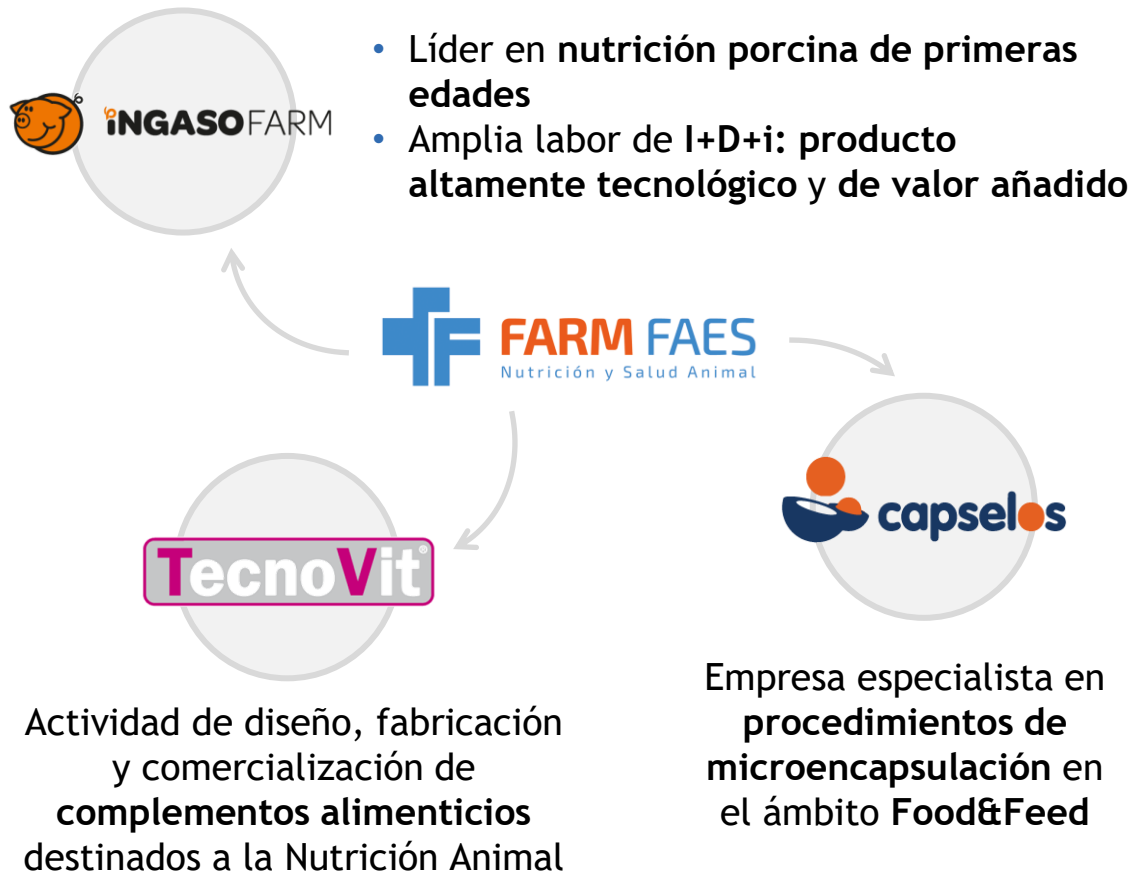 iNGASOFARM
• Líder en nutrición porcina de primeras
edades
• Amplia labor de I+D+i: producto
altamente tecnológico y de valor añadido
FARM FAES
Nutrición y Salud Animal
TecnoVit®
Actividad de diseño, fabricación
y comercialización de
complementos alimenticios
destinados a la Nutrición Animal
capselos
Empresa especialista en
procedimientos de
microencapsulación en
el ámbito Food&Feed